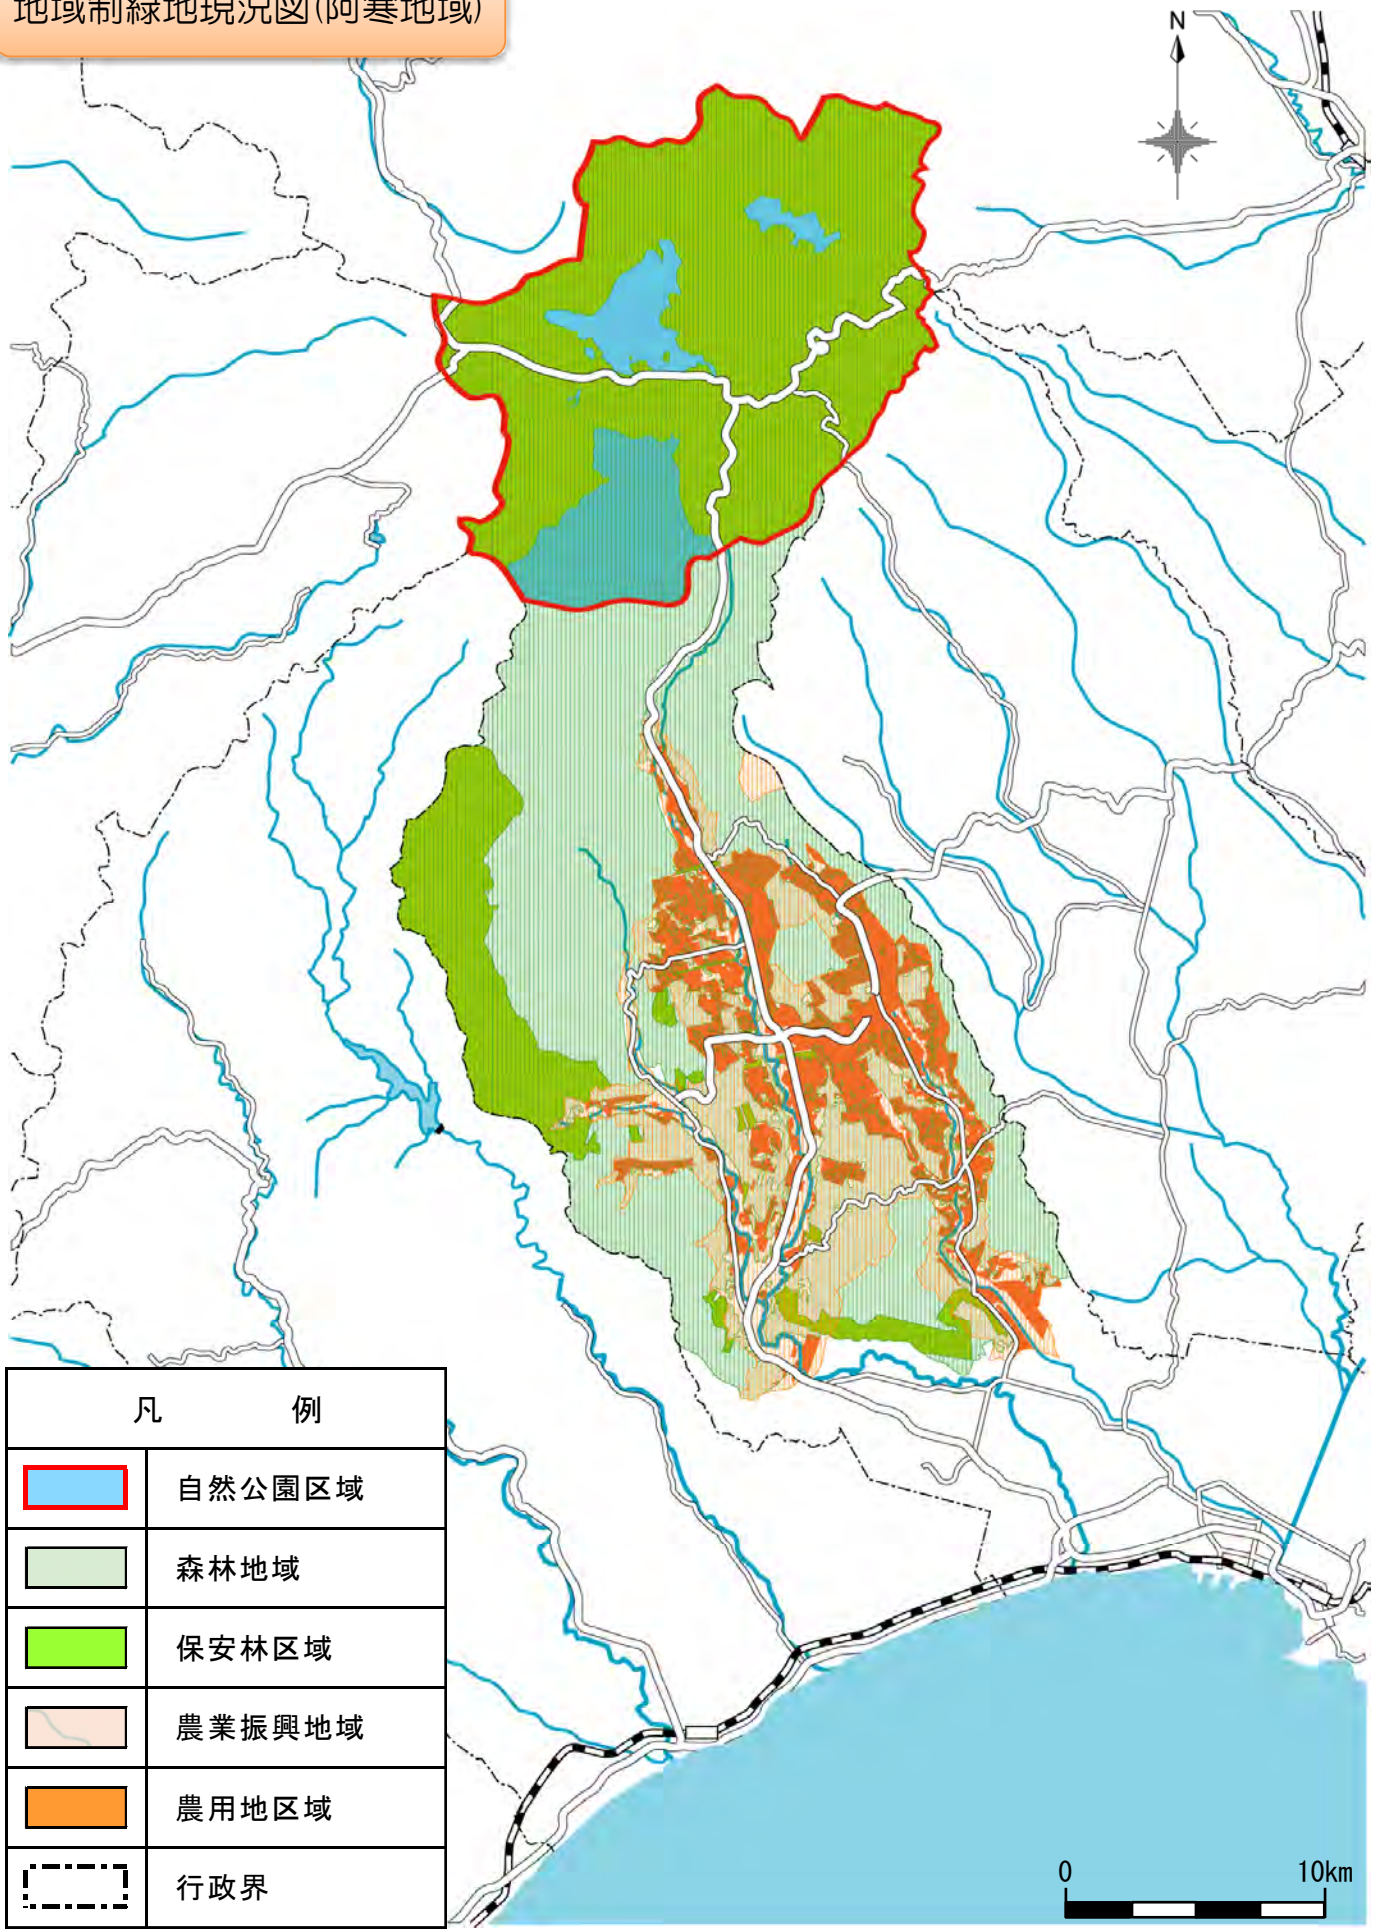 地域制緑地現況図(阿寒地域)
N
凡 例
自然公園区域
森林地域
保安林区域
農業振興地域
農用地区域
行政界
0 10km